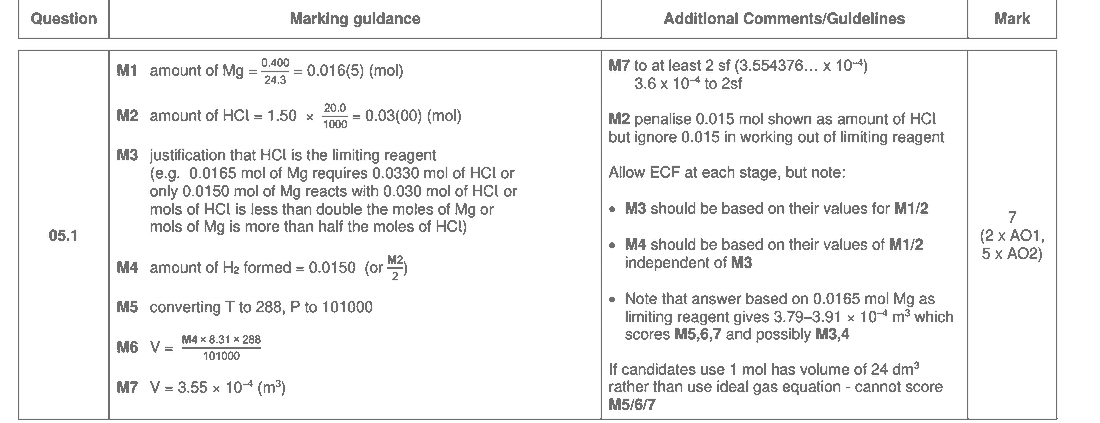 Question Marking guidance Additional Comments/Guidelines Mark
05.1
M1 amount of Mg = 0.400/24.3 = 0.016(5) (mol)
M2 amount of HCl = 1.50 × 20.0/1000 = 0.03(00) (mol)
M3 justification that HCl is the limiting reagent
(e.g. 0.0165 mol of Mg requires 0.0330 mol of HCl or
only 0.0150 mol of Mg reacts with 0.030 mol of HCl or
mols of HCl is less than double the moles of Mg or
mols of Mg is more than half the moles of HCl)
M4 amount of H₂ formed = 0.0150 (or M2/2)
M5 converting T to 288, P to 101000
M6 V = M4 × 8.31 × 288/101000
M7 V = 3.55 × 10⁻⁴ (m³)
M7 to at least 2 sf (3.554376... x 10⁻⁴)
3.6 x 10⁻⁴ to 2sf
M2 penalise 0.015 mol shown as amount of HCl
but ignore 0.015 in working out of limiting reagent
Allow ECF at each stage, but note:
• M3 should be based on their values for M1/2
• M4 should be based on their values of M1/2
independent of M3
• Note that answer based on 0.0165 mol Mg as
limiting reagent gives 3.79–3.91 × 10⁻⁴ m³ which
scores M5,6,7 and possibly M3,4
If candidates use 1 mol has volume of 24 dm³
rather than use ideal gas equation - cannot score
M5/6/7
7
(2 x AO1,
5 x AO2)